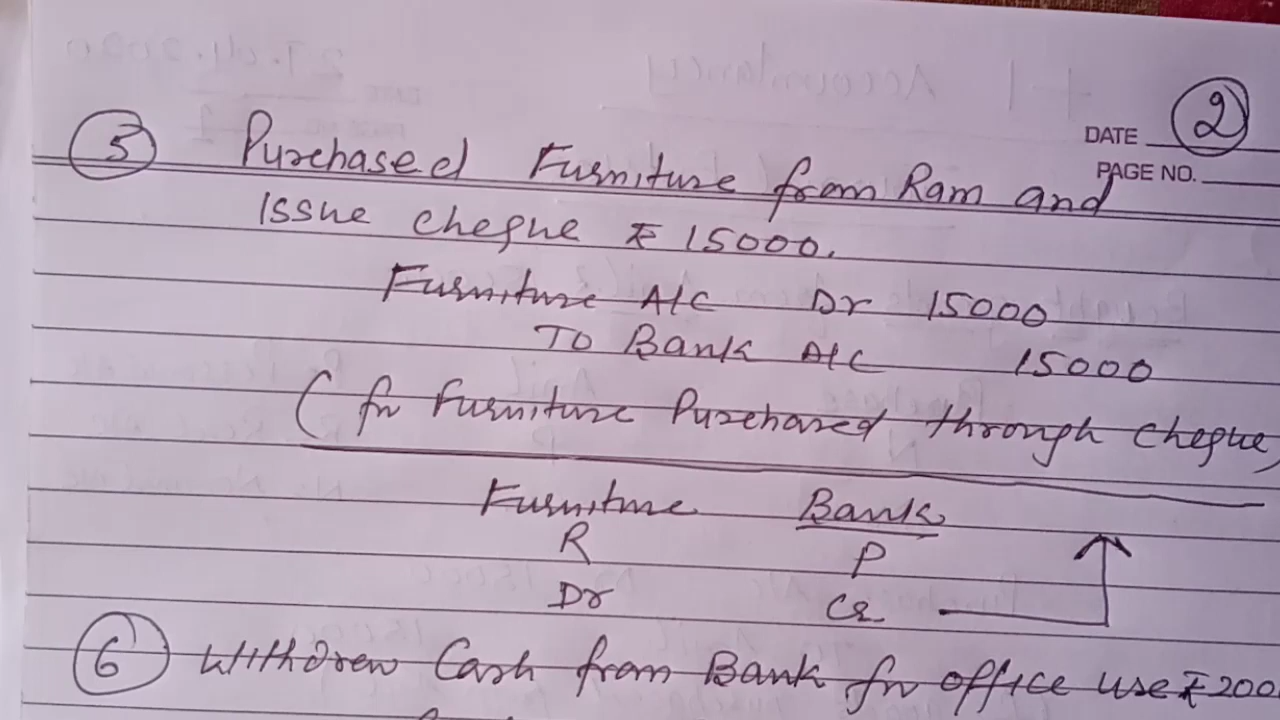 2
DATE
PAGE NO.
5 Purchased Furniture from Ram and
Issue cheque ₹ 15000.
Furniture A/C Dr 15000
To Bank A/C 15000
(for Furniture Purchased through cheque)
Furniture Bank
R P
Dr Cr
6 Withdrew Cash from Bank for office use ₹ 200